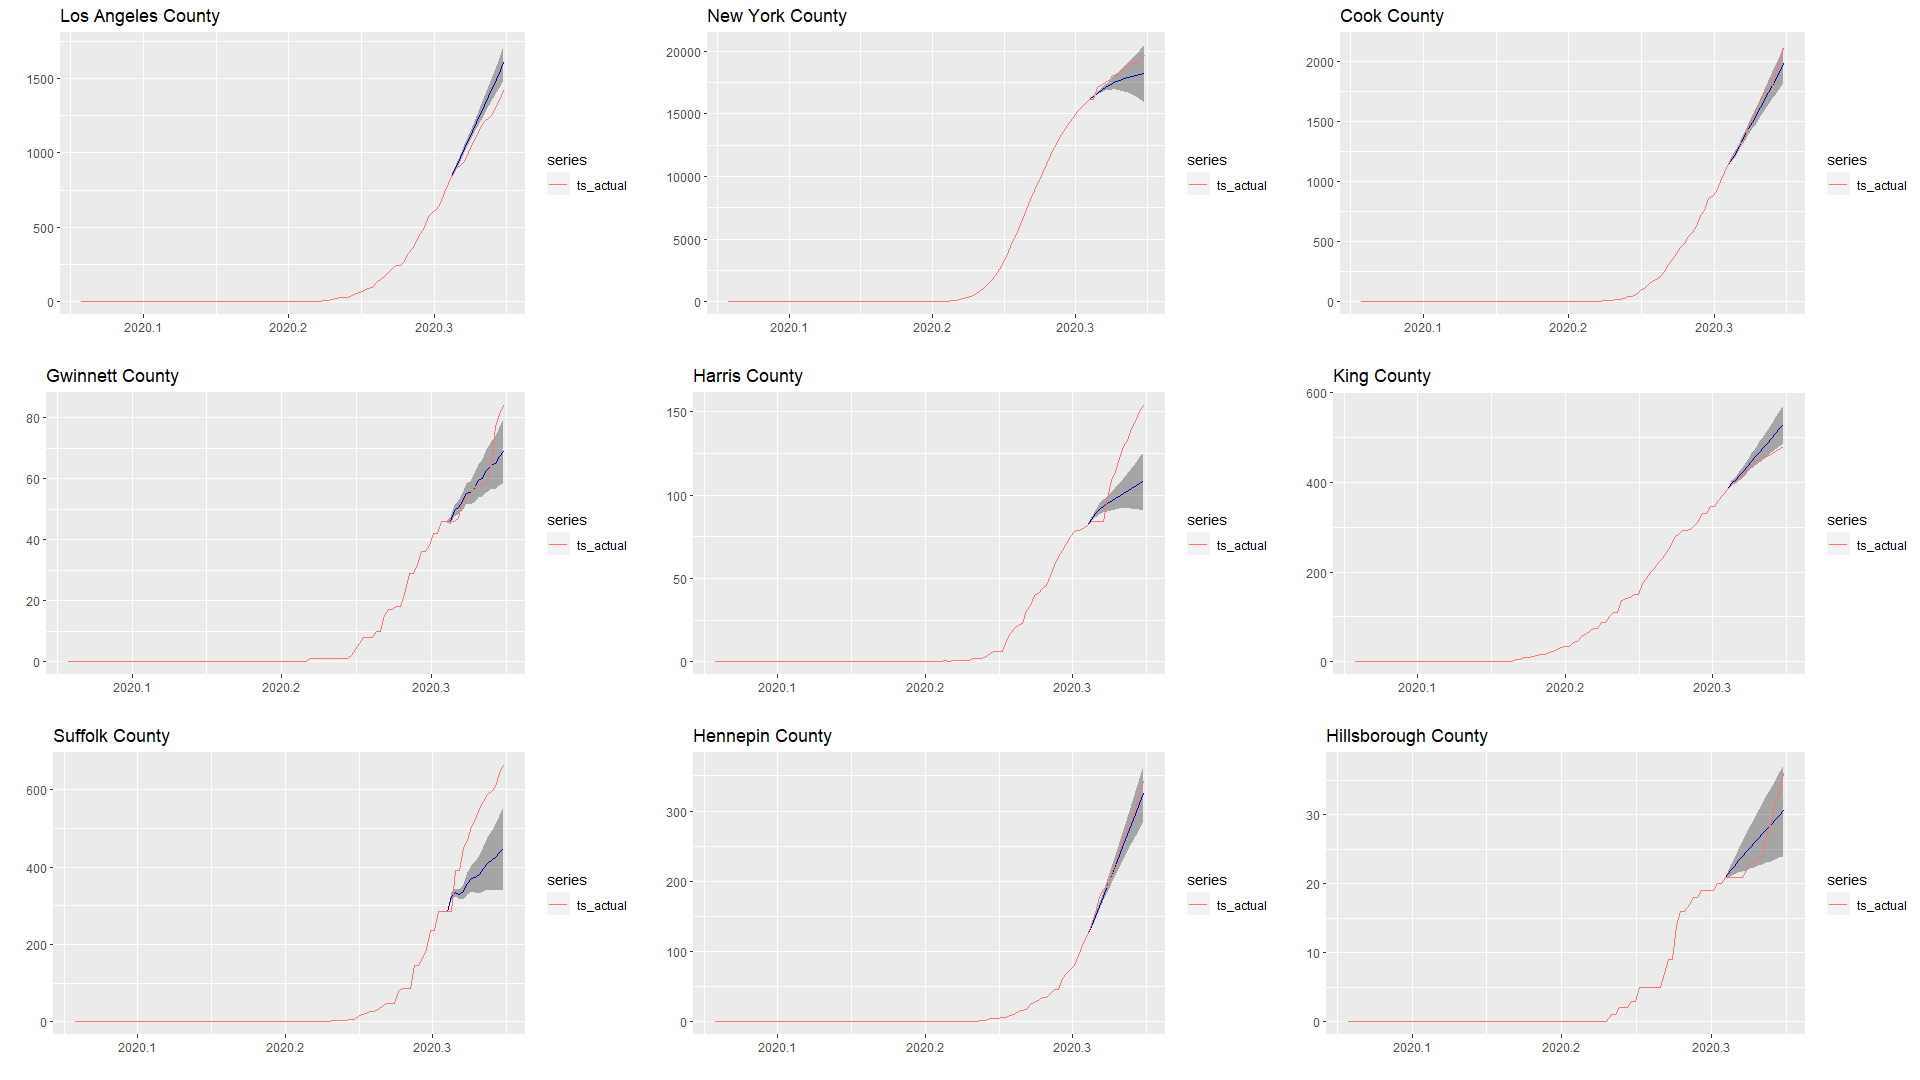 Los Angeles County
1500
1000
500
0
2020.1
2020.2
2020.3
series
ts_actual
New York County
20000
15000
10000
5000
0
2020.1
2020.2
2020.3
series
ts_actual
Cook County
2000
1500
1000
500
0
2020.1
2020.2
2020.3
series
ts_actual
Gwinnett County
80
60
40
20
0
2020.1
2020.2
2020.3
series
ts_actual
Harris County
150
100
50
0
2020.1
2020.2
2020.3
series
ts_actual
King County
600
400
200
0
2020.1
2020.2
2020.3
series
ts_actual
Suffolk County
600
400
200
0
2020.1
2020.2
2020.3
series
ts_actual
Hennepin County
300
200
100
0
2020.1
2020.2
2020.3
series
ts_actual
Hillsborough County
30
20
10
0
2020.1
2020.2
2020.3
series
ts_actual